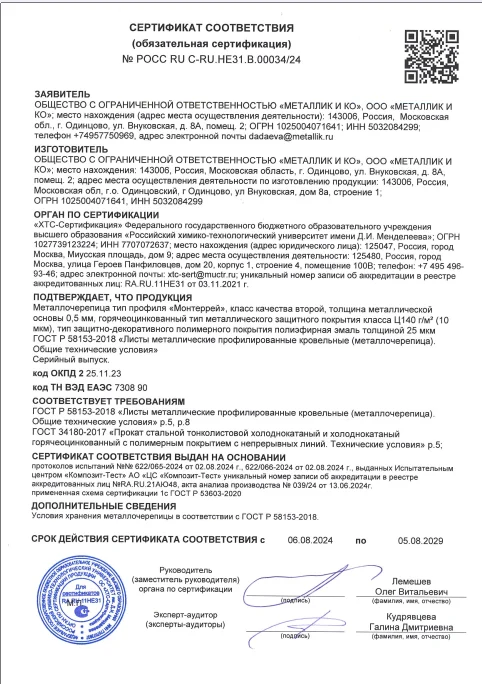 СЕРТИФИКАТ СООТВЕТСТВИЯ
(обязательная сертификация)
№ РОСС RU C-RU.НЕ31.В.00034/24
ЗАЯВИТЕЛЬ
ОБЩЕСТВО С ОГРАНИЧЕННОЙ ОТВЕТСТВЕННОСТЬЮ «МЕТАЛЛИК И КО», ООО «МЕТАЛЛИК И
КО»; место нахождения (адрес места осуществления деятельности): 143006, Россия, Московская
обл., г. Одинцово, ул. Внуковская, д. 8А, помещ. 2; ОГРН 1025004071641; ИНН 5032084299;
телефон +74957750969, адрес электронной почты dadaeva@metallik.ru
ИЗГОТОВИТЕЛЬ
ОБЩЕСТВО С ОГРАНИЧЕННОЙ ОТВЕТСТВЕННОСТЬЮ «МЕТАЛЛИК И КО», ООО «МЕТАЛЛИК И
КО»; место нахождения: 143006, Россия, Московская область, г. Одинцово, ул. Внуковская, д. 8А,
помещ. 2; адрес места осуществления деятельности по изготовлению продукции: 143006, Россия,
Московская обл, г.о. Одинцовский, г Одинцово, ул Внуковская, дом 8а, строение 1;
ОГРН 1025004071641, ИНН 5032084299
ОРГАН ПО СЕРТИФИКАЦИИ
«ХТС-Сертификация» Федерального государственного бюджетного образовательного учреждения
высшего образования «Российский химико-технологический университет имени Д.И. Менделеева»; ОГРН
1027739123224; ИНН 7707072637; место нахождения (адрес юридического лица): 125047, Россия, город
Москва, Миусская площадь, дом 9; адрес места осуществления деятельности: 125480, Россия, город
Москва, улица Героев Панфиловцев, дом 20, корпус 1, строение 4, помещение 100В; телефон: +7 495 496-
93-46; адрес электронной почты: xtc-sert@muctr.ru; уникальный номер записи об аккредитации в реестре
аккредитованных лиц: RA.RU.11НЕ31 от 03.11.2021 г.
ПОДТВЕРЖДАЕТ, ЧТО ПРОДУКЦИЯ
Металлочерепица тип профиля «Монтеррей», класс качества второй, толщина металлической
основы 0,5 мм, горячеоцинкованный тип металлического защитного покрытия класса Ц140 г/м² (10
мкм), тип защитно-декоративного полимерного покрытия полиэфирная эмаль толщиной 25 мкм
ГОСТ Р 58153-2018 «Листы металлические профилированные кровельные (металлочерепица).
Общие технические условия»
Серийный выпуск.
код ОКПД 2 25.11.23
код ТН ВЭД ЕАЭС 7308 90
СООТВЕТСТВУЕТ ТРЕБОВАНИЯМ
ГОСТ Р 58153-2018 «Листы металлические профилированные кровельные (металлочерепица).
Общие технические условия» р.5, р.8
ГОСТ 34180-2017 «Прокат стальной тонколистовой холоднокатаный и холоднокатаный
горячеоцинкованный с полимерным покрытием с непрерывных линий. Технические условия» р.5;
СЕРТИФИКАТ СООТВЕТСТВИЯ ВЫДАН НА ОСНОВАНИИ
протоколов испытаний №№ 622/065-2024 от 02.08.2024 г., 622/066-2024 от 02.08.2024 г., выданных Испытательным
центром «Композит-Тест» АО «ЦС «Композит-Тест» уникальный номер записи об аккредитации в реестре
аккредитованных лиц №RA.RU.21АЮ48, акта анализа производства № 039/24 от 13.06.2024г.
примененная схема сертификации 1с ГОСТ Р 53603-2020
ДОПОЛНИТЕЛЬНЫЕ СВЕДЕНИЯ
Условия хранения металлочерепицы в соответствии с ГОСТ Р 58153-2018.
СРОК ДЕЙСТВИЯ СЕРТИФИКАТА СООТВЕТСТВИЯ с 06.08.2024 по 05.08.2029
Руководитель
(заместитель руководителя)
органа по сертификации
(подпись)
Лемешев
Олег Витальевич
(фамилия, имя, отчество)
Для
сертификатов
RA.RU.11НЕ31
М.П.
Эксперт-аудитор
(эксперты-аудиторы)
(подпись)
Кудрявцева
Галина Дмитриевна
(фамилия, имя, отчество)